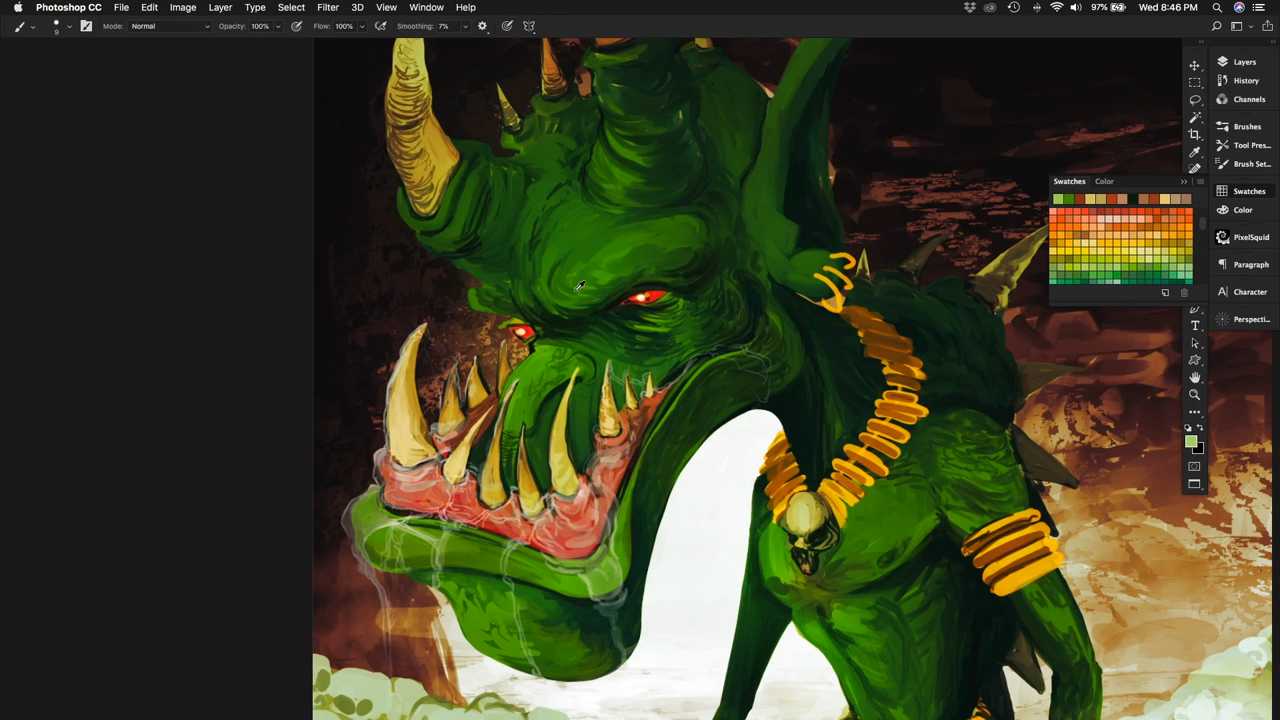 Photoshop CC File Edit Image Layer Type Select Filter 3D View Window Help 97% Wed 8:46 PM
9 Mode: Normal Opacity: 100% Flow: 100% Smoothing: 7%
Layers
History
Channels
Brushes
Tool Pres...
Brush Set...
Swatches Color
Swatches
Color
PixelSquid
Paragraph
Character
Perspecti...